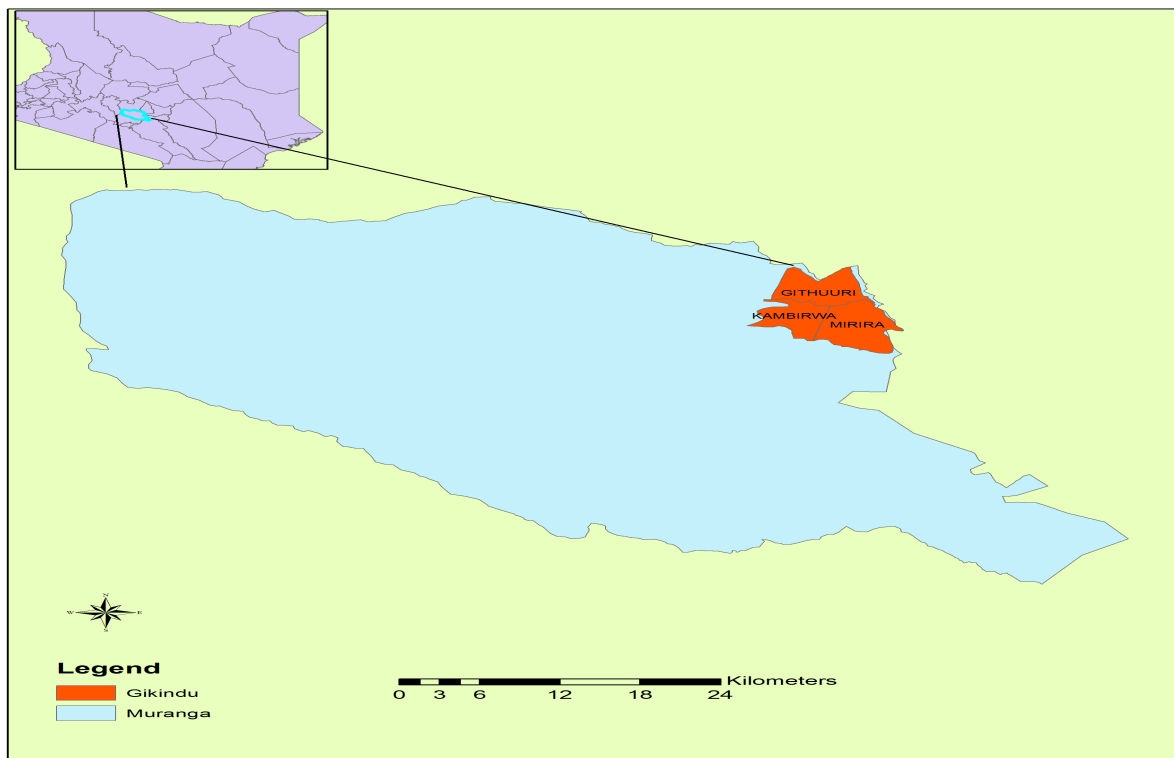 GITHUURI
KAMBIRWA
MIRIRA
N
W E
S
Legend
Gikindu
Muranga
Kilometers
0 3 6 12 18 24